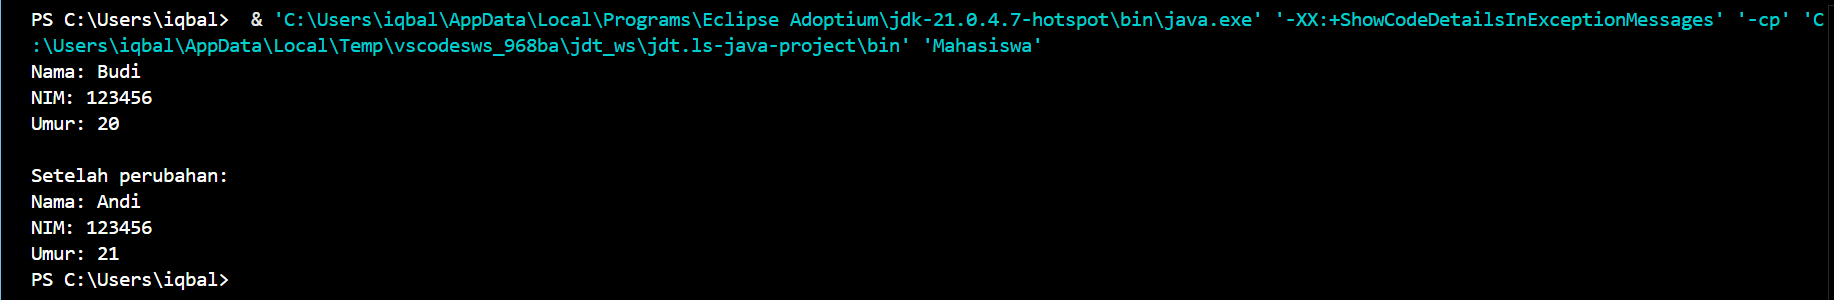 PS C:\Users\iqbal>  & 'C:\Users\iqbal\AppData\Local\Programs\Eclipse Adoptium\jdk-21.0.4.7-hotspot\bin\java.exe' '-XX:+ShowCodeDetailsInExceptionMessages' '-cp' 'C
:\Users\iqbal\AppData\Local\Temp\vscodesws_968ba\jdt_ws\jdt.ls-java-project\bin' 'Mahasiswa'
Nama: Budi
NIM: 123456
Umur: 20

Setelah perubahan:
Nama: Andi
NIM: 123456
Umur: 21
PS C:\Users\iqbal>